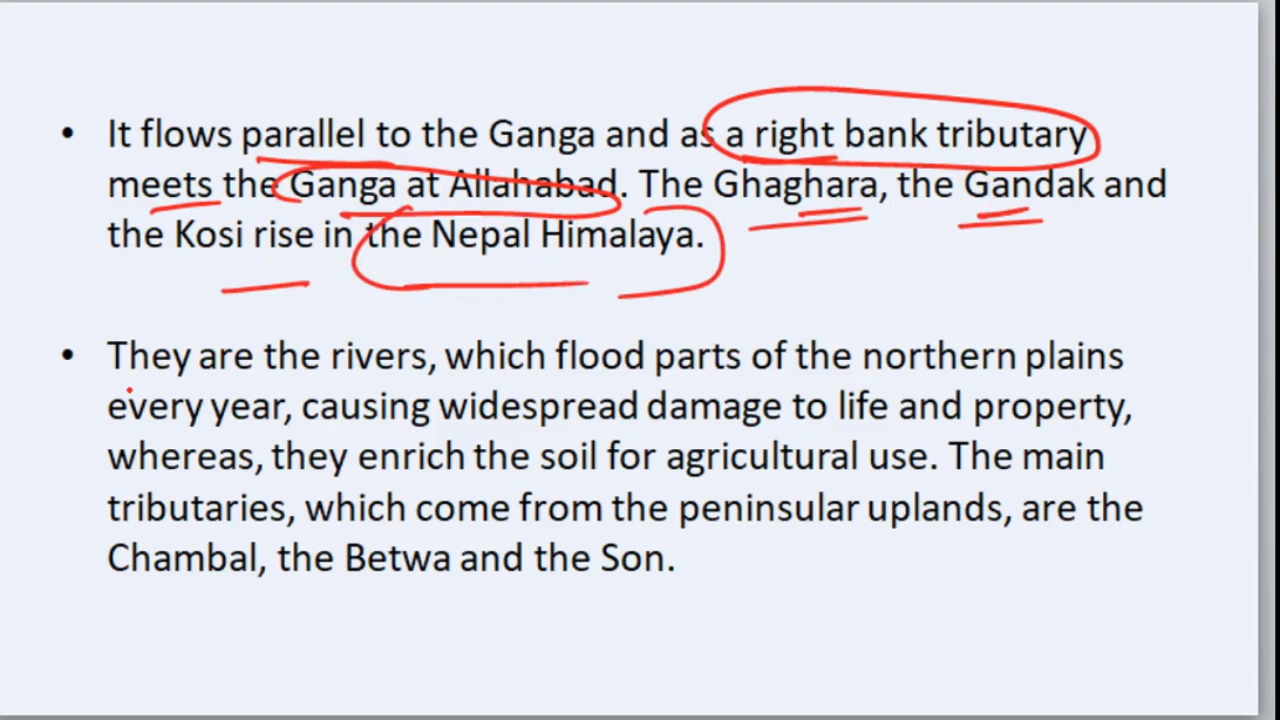 • It flows parallel to the Ganga and as a right bank tributary
meets the Ganga at Allahabad. The Ghaghara, the Gandak and
the Kosi rise in the Nepal Himalaya.
• They are the rivers, which flood parts of the northern plains
every year, causing widespread damage to life and property,
whereas, they enrich the soil for agricultural use. The main
tributaries, which come from the peninsular uplands, are the
Chambal, the Betwa and the Son.